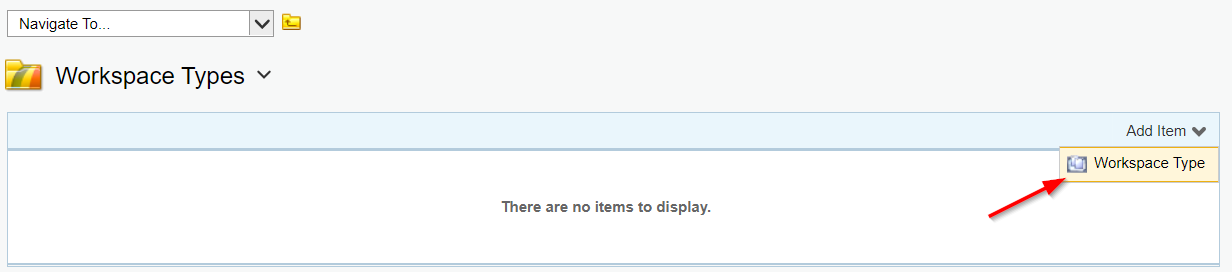 Navigate To...
Workspace Types
Add Item
Workspace Type
There are no items to display.